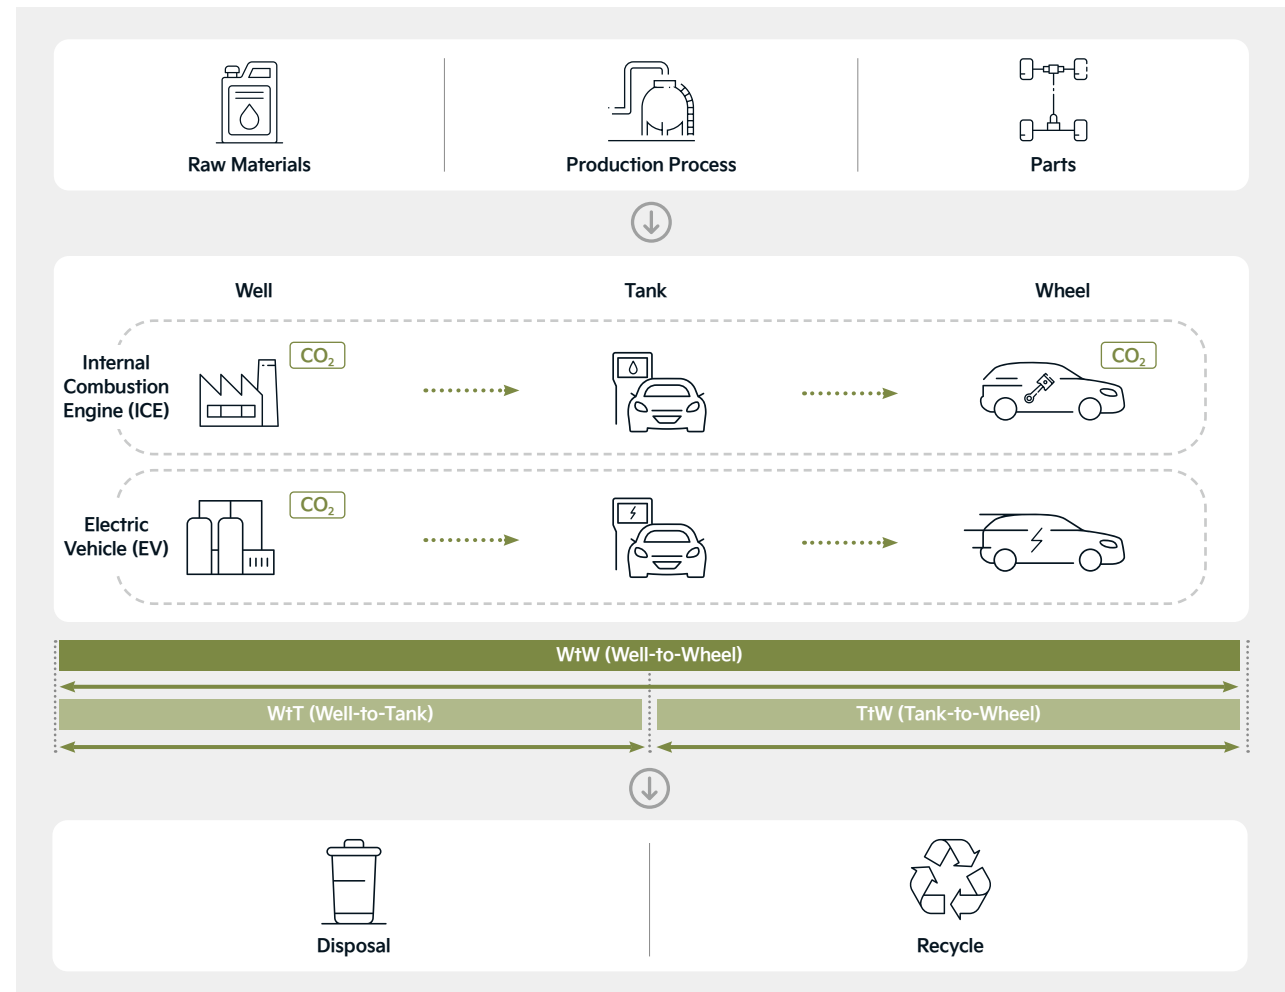 Raw Materials
Production Process
Parts
Well
Tank
Wheel
Internal
Combustion
Engine (ICE)
CO₂
CO₂
Electric
Vehicle (EV)
CO₂
WtW (Well-to-Wheel)
WtT (Well-to-Tank)
TtW (Tank-to-Wheel)
Disposal
Recycle